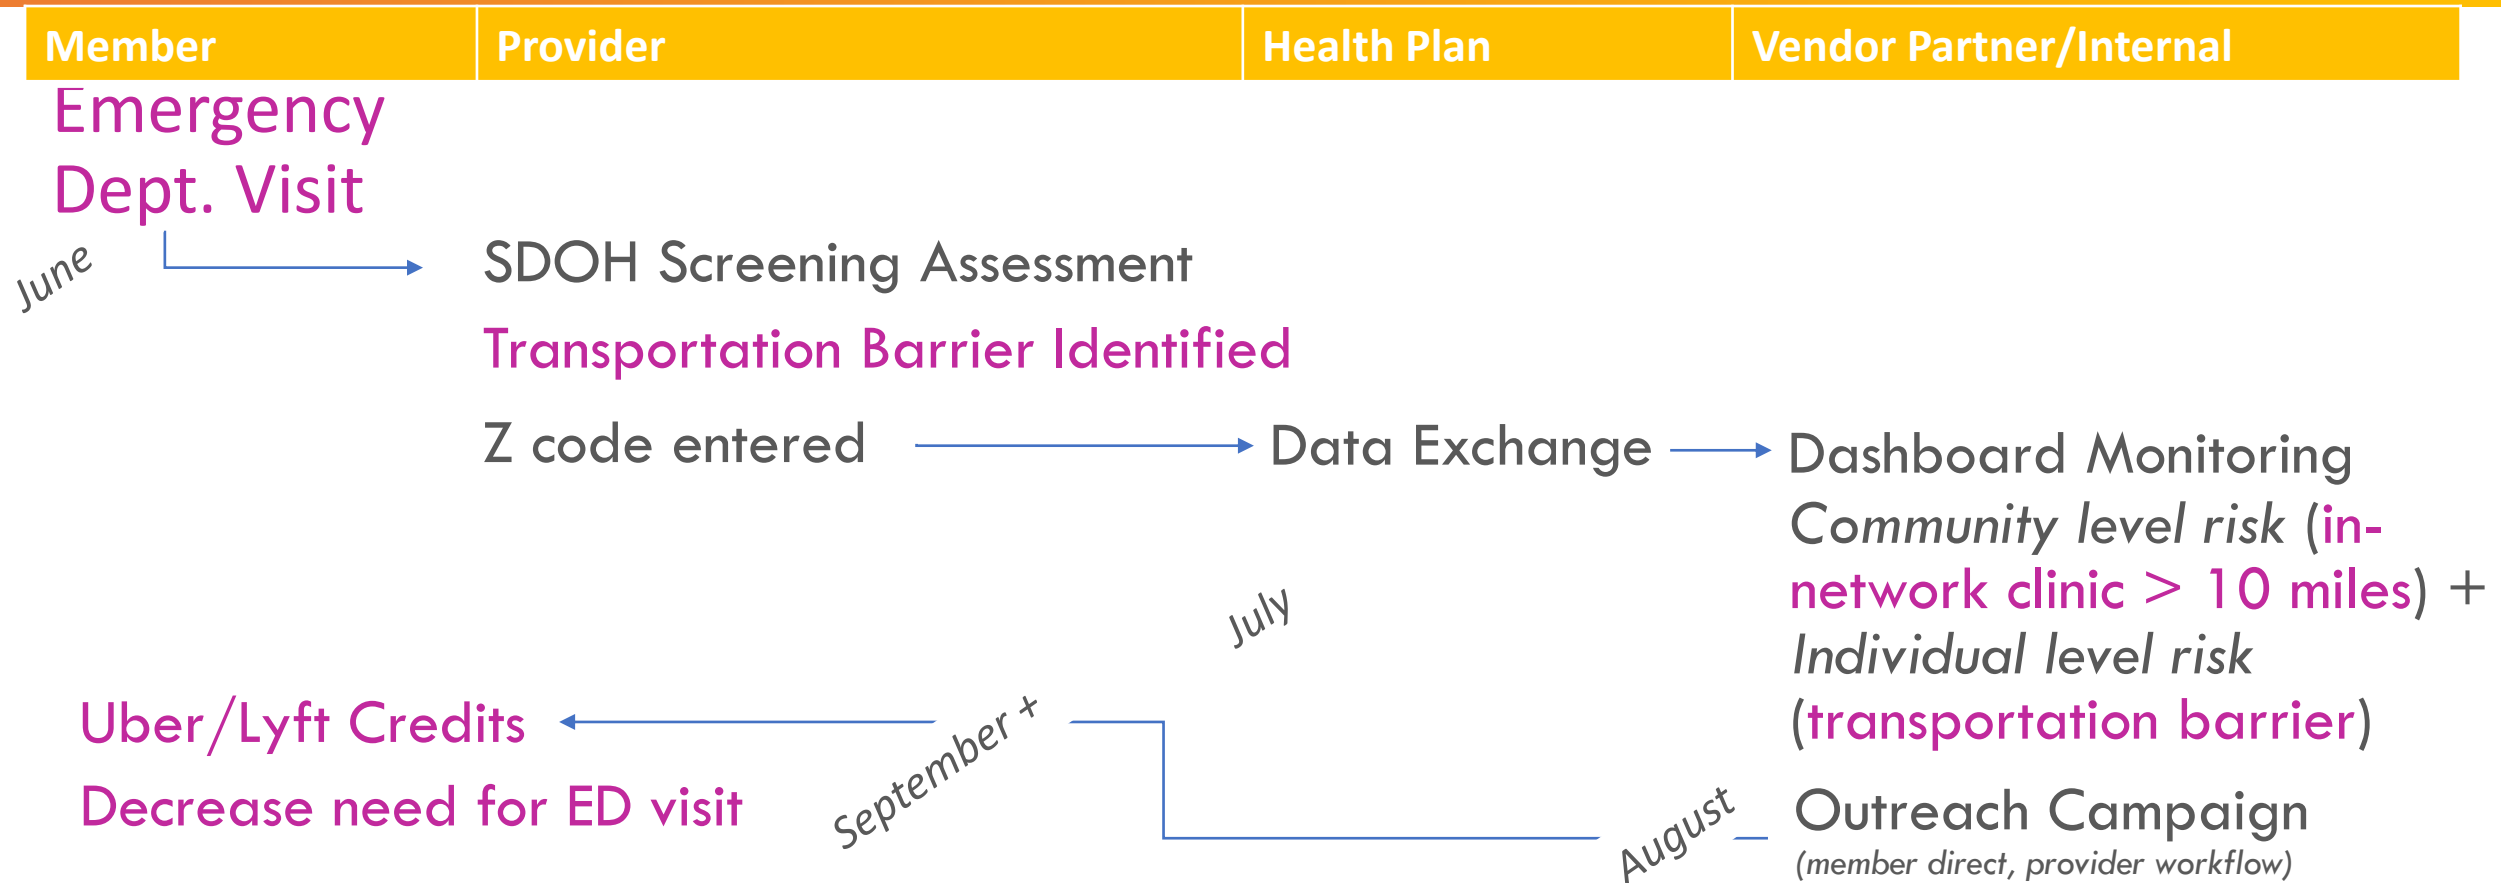 Member
Provider
Health Plan
Vendor Partner/Internal
Emergency
Dept. Visit
June
SDOH Screening Assessment
Transportation Barrier Identified
Z code entered
Data Exchange
Dashboard Monitoring
Community level risk (in-
network clinic > 10 miles) +
Individual level risk
(transportation barrier)
July
Uber/Lyft Credits
Decrease need for ED visit
September +
August
Outreach Campaign
(member direct, provider workflow)